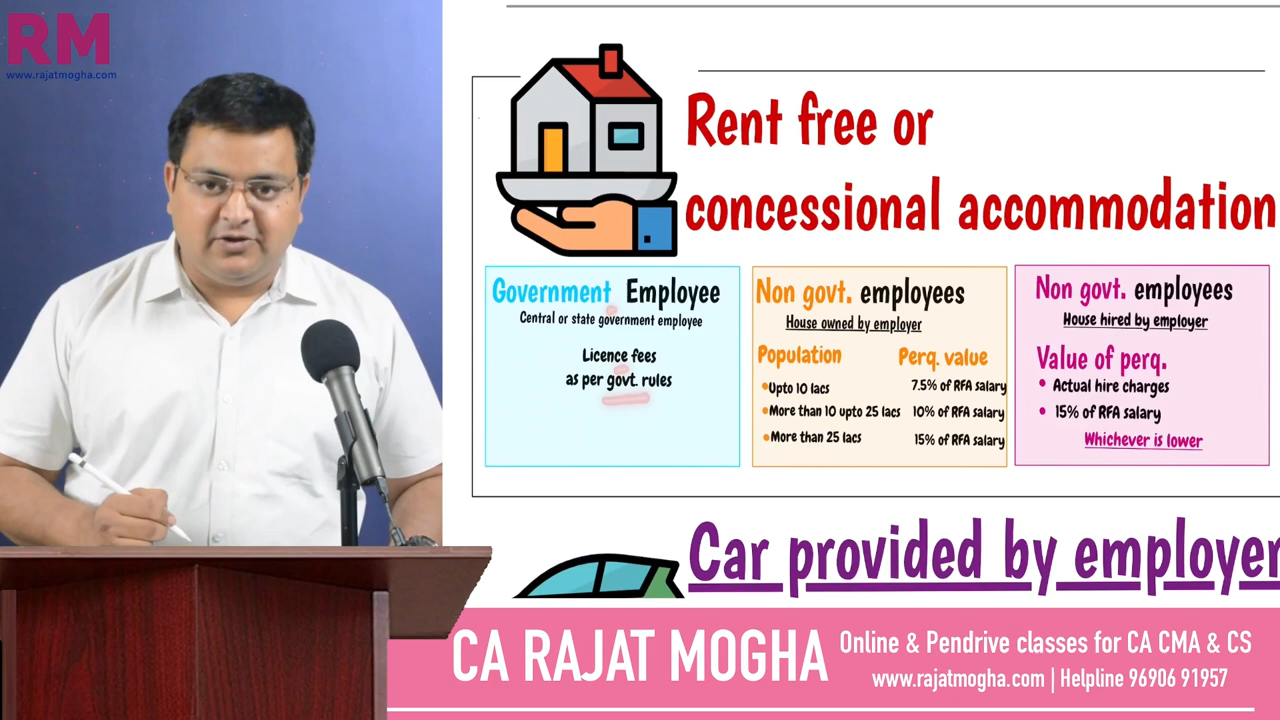 RM
www.rajatmogha.com
Rent free or
concessional accommodation
Government Employee
Central or state government employee
Licence fees
as per govt. rules
Non govt. employees
House owned by employer
Population Perq. value
•Upto 10 lacs 7.5% of RFA salary
•More than 10 upto 25 lacs 10% of RFA salary
•More than 25 lacs 15% of RFA salary
Non govt. employees
House hired by employer
Value of perq.
• Actual hire charges
• 15% of RFA salary
Whichever is lower
Car provided by employer
CA RAJAT MOGHA
Online & Pendrive classes for CA CMA & CS
www.rajatmogha.com | Helpline 96906 91957